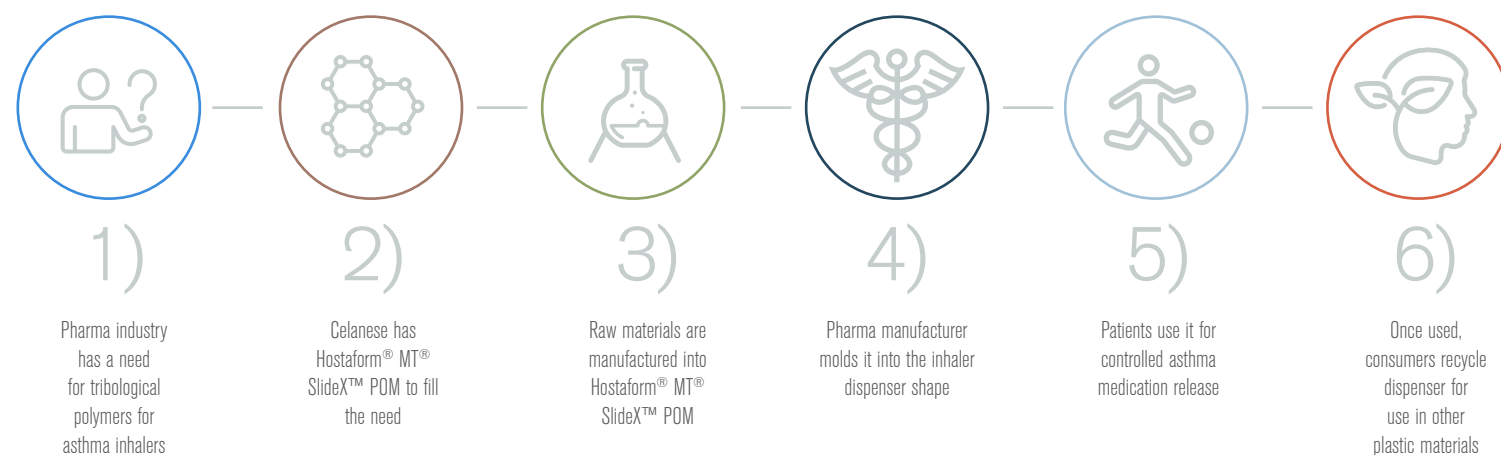 1)
Pharma industry
has a need
for tribological
polymers for
asthma inhalers
2)
Celanese has
Hostaform® MT®
SlideX™ POM to fill
the need
3)
Raw materials are
manufactured into
Hostaform® MT®
SlideX™ POM
4)
Pharma manufacturer
molds it into the inhaler
dispenser shape
5)
Patients use it for
controlled asthma
medication release
6)
Once used,
consumers recycle
dispenser for
use in other
plastic materials